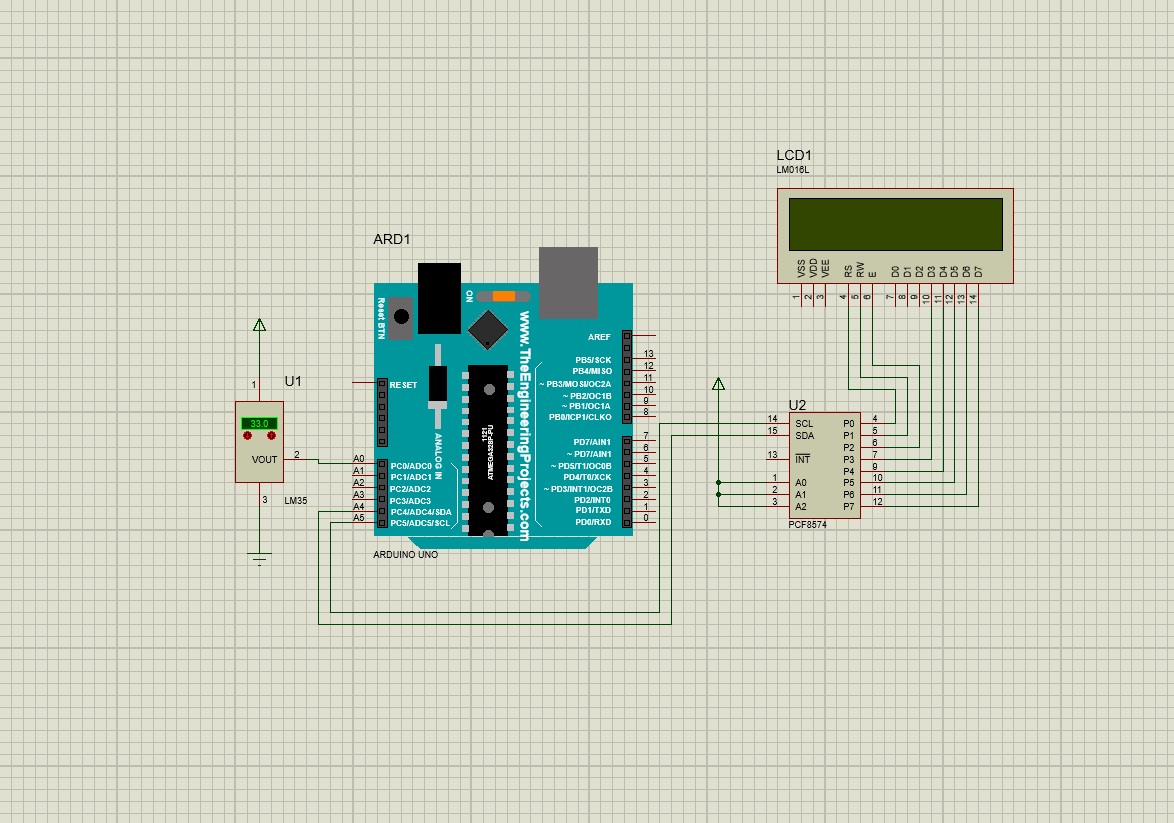 LCD1
LM016L
VSS
VDD
VEE
RS
RW
E
D0
D1
D2
D3
D4
D5
D6
D7
1
2
3
4
5
6
7
8
9
10
11
12
13
14
ARD1
ON
Reset BTN
www.TheEngineeringProjects.com
1121
ATMEGA328P-PU
ANALOG IN
RESET
A0
A1
A2
A3
A4
A5
PC0/ADC0
PC1/ADC1
PC2/ADC2
PC3/ADC3
PC4/ADC4/SDA
PC5/ADC5/SCL
AREF
PB5/SCK
PB4/MISO
~ PB3/MOSI/OC2A
~ PB2/OC1B
~ PB1/OC1A
PB0/ICP1/CLKO
PD7/AIN1
~ PD7/AIN1
~ PD5/T1/OC0B
PD4/T0/XCK
~ PD3/INT1/OC2B
PD2/INT0
PD1/TXD
PD0/RXD
13
12
11
10
9
8
7
6
5
4
3
2
1
0
ARDUINO UNO
U1
1
33.0
VOUT
2
3
LM35
U2
14
15
13
1
2
3
SCL
SDA
INT
A0
A1
A2
P0
P1
P2
P3
P4
P5
P6
P7
4
5
6
7
9
10
11
12
PCF8574